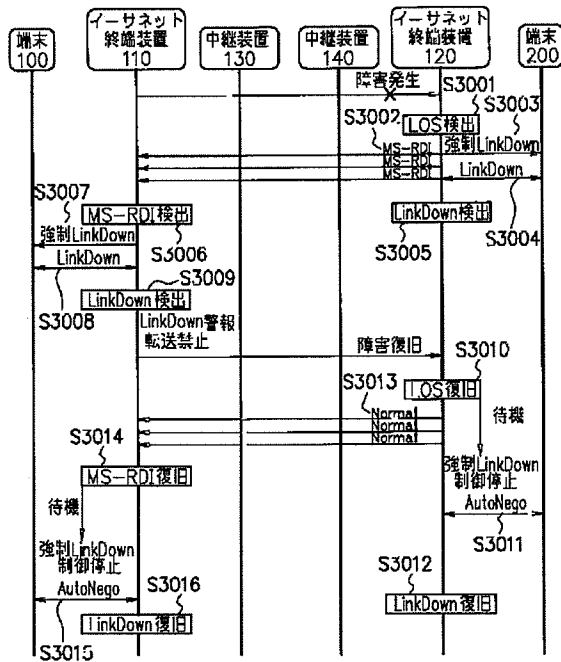 端末
100
イーサネット
終端装置
110
中継装置
130
中継装置
140
イーサネット
終端装置
120
端末
200
障害発生
S3001
S3002
S3003
LOS検出
MS-RDI
強制LinkDown
MS-RDI
MS-RDI
LinkDown
S3007
MS-RDI検出
LinkDown検出
強制LinkDown
S3006
S3005
S3004
LinkDown
S3009
S3008
LinkDown検出
LinkDown警報
転送禁止
障害復旧
S3010
LOS復旧
S3013
Normal
Normal
Normal
待機
S3014
MS-RDI復旧
強制LinkDown
制御停止
待機
AutoNego
S3011
強制LinkDown
制御停止
AutoNego
S3016
S3012
LinkDown復旧
LinkDown復旧
S3015